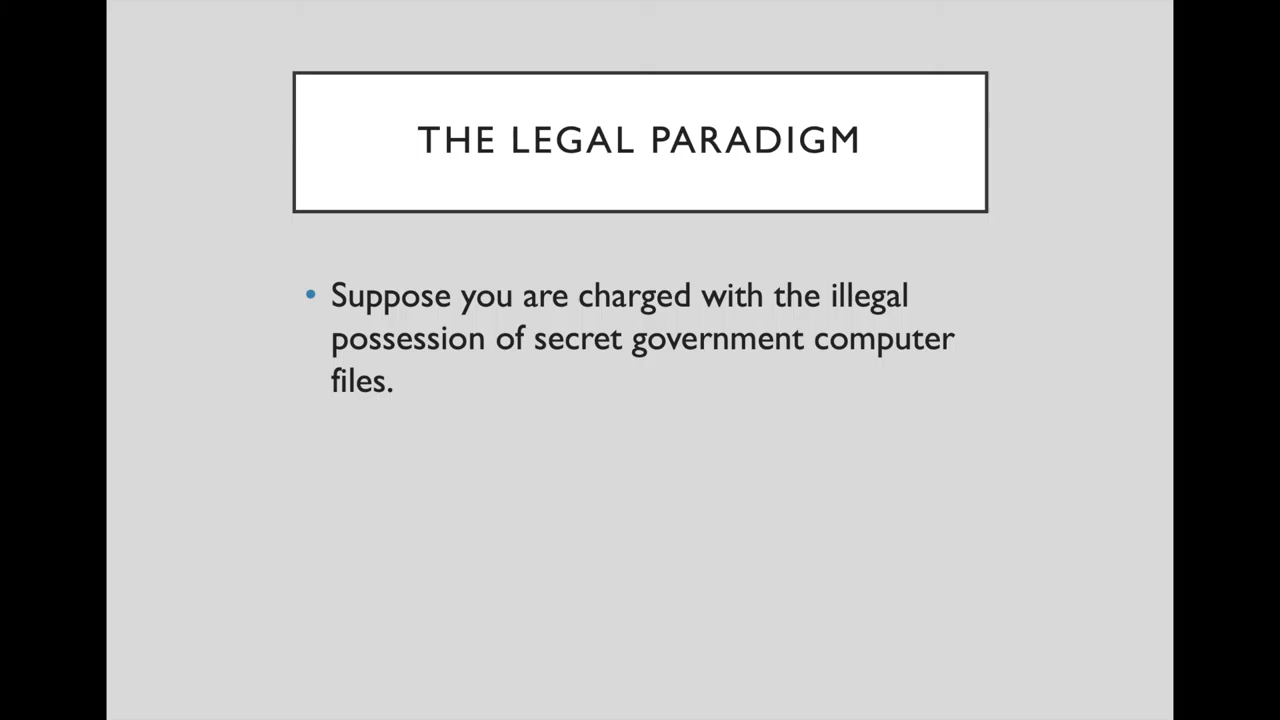 THE LEGAL PARADIGM
• Suppose you are charged with the illegal
possession of secret government computer
files.